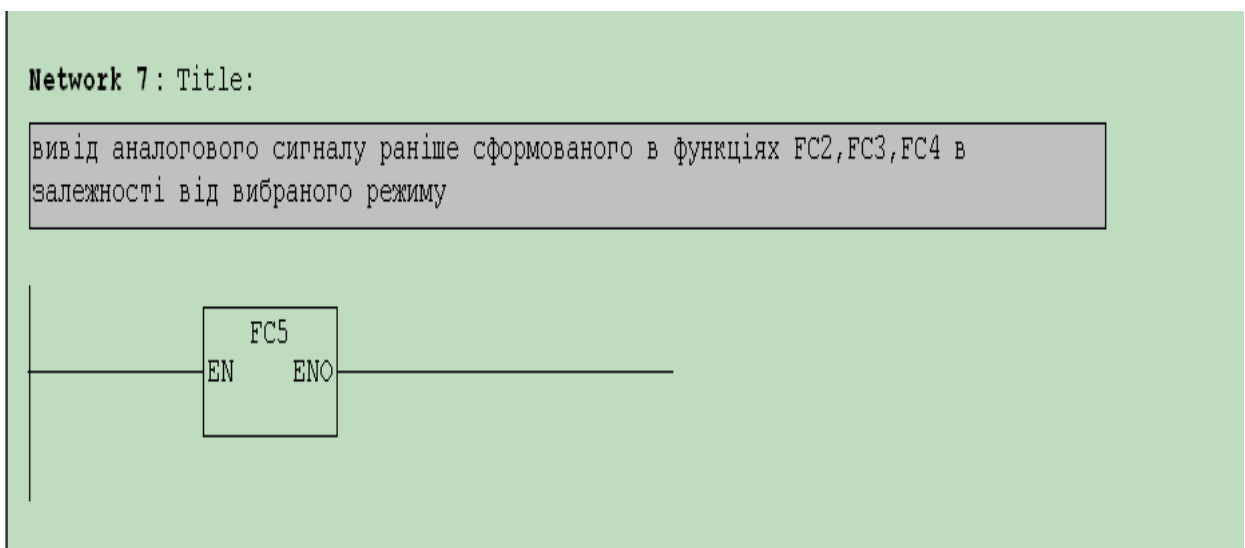 Network 7: Title:
вивід аналогового сигналу раніше сформованого в функціях FC2,FC3,FC4 в
залежності від вибраного режиму
FC5
EN ENO